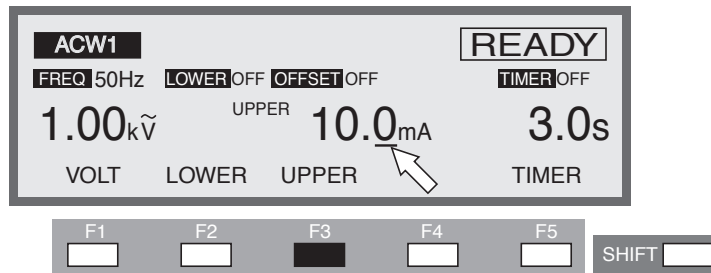 ACW1 READY
FREQ 50Hz LOWER OFF OFFSET OFF TIMER OFF
1.00kṼ UPPER 10.0mA 3.0s
VOLT LOWER UPPER TIMER
F1 F2 F3 F4 F5
SHIFT